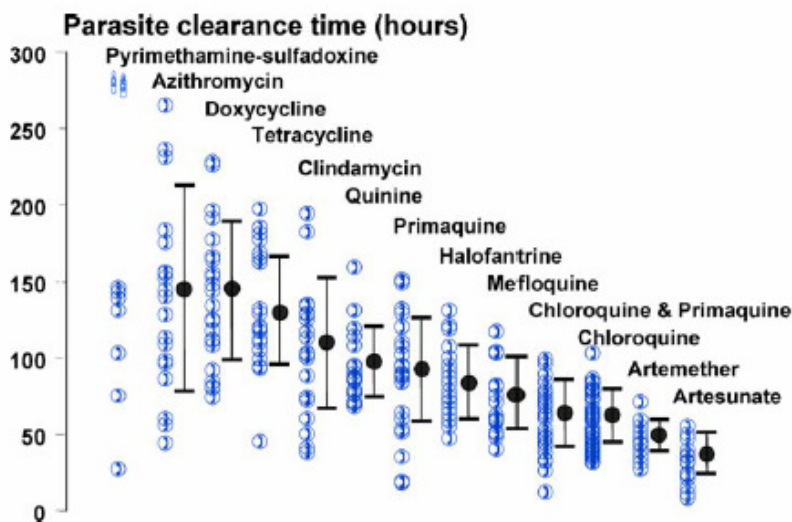 Parasite clearance time (hours)
300
Pyrimethamine-sulfadoxine
Azithromycin
250
Doxycycline
Tetracycline
Clindamycin
200
Quinine
Primaquine
Halofantrine
150
Mefloquine
Chloroquine & Primaquine
Chloroquine
100
Artemether
Artesunate
50
0